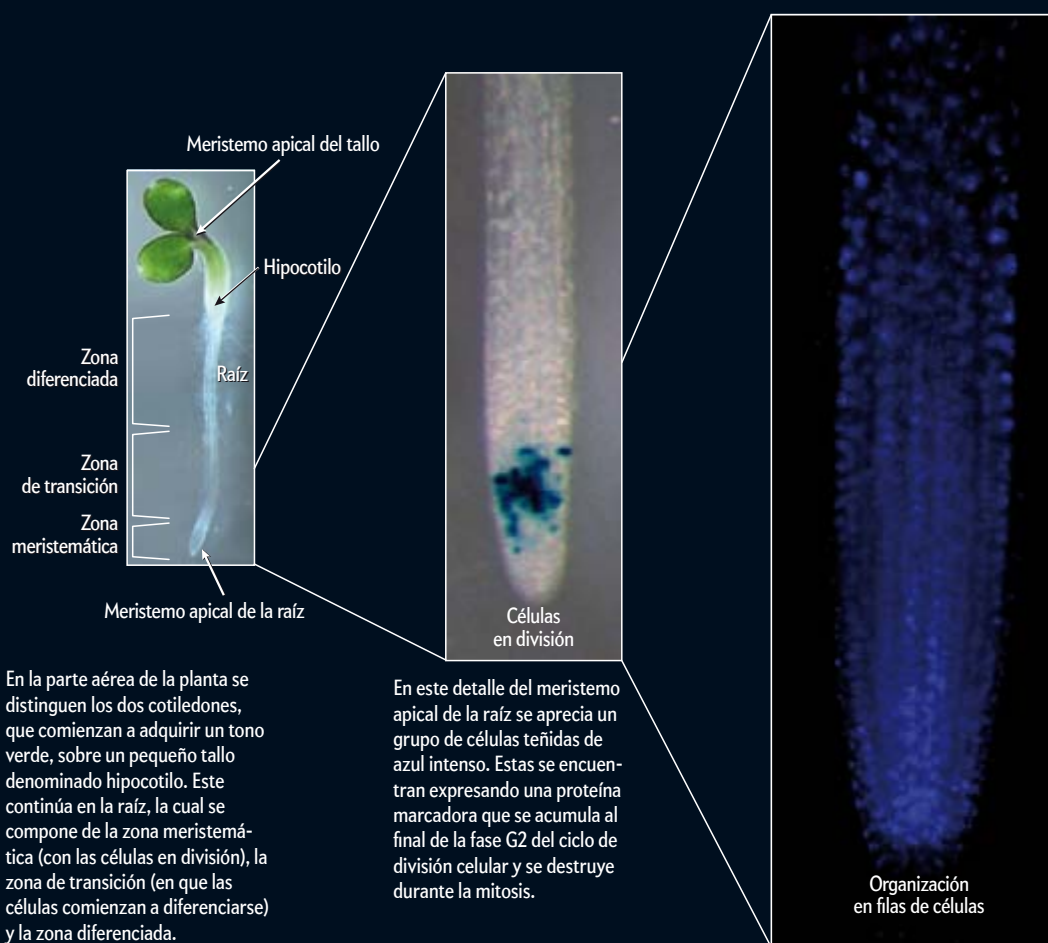 Meristemo apical del tallo
Hipocotilo
Zona
diferenciada
Raíz
Zona
de transición
Zona
meristemática
Meristemo apical de la raíz
En la parte aérea de la planta se
distinguen los dos cotiledones,
que comienzan a adquirir un tono
verde, sobre un pequeño tallo
denominado hipocotilo. Este
continúa en la raíz, la cual se
compone de la zona meristemá-
tica (con las células en división), la
zona de transición (en que las
células comienzan a diferenciarse)
y la zona diferenciada.
Células
en división
En este detalle del meristemo
apical de la raíz se aprecia un
grupo de células teñidas de
azul intenso. Estas se encuen-
tran expresando una proteína
marcadora que se acumula al
final de la fase G2 del ciclo de
división celular y se destruye
durante la mitosis.
Organización
en filas de células